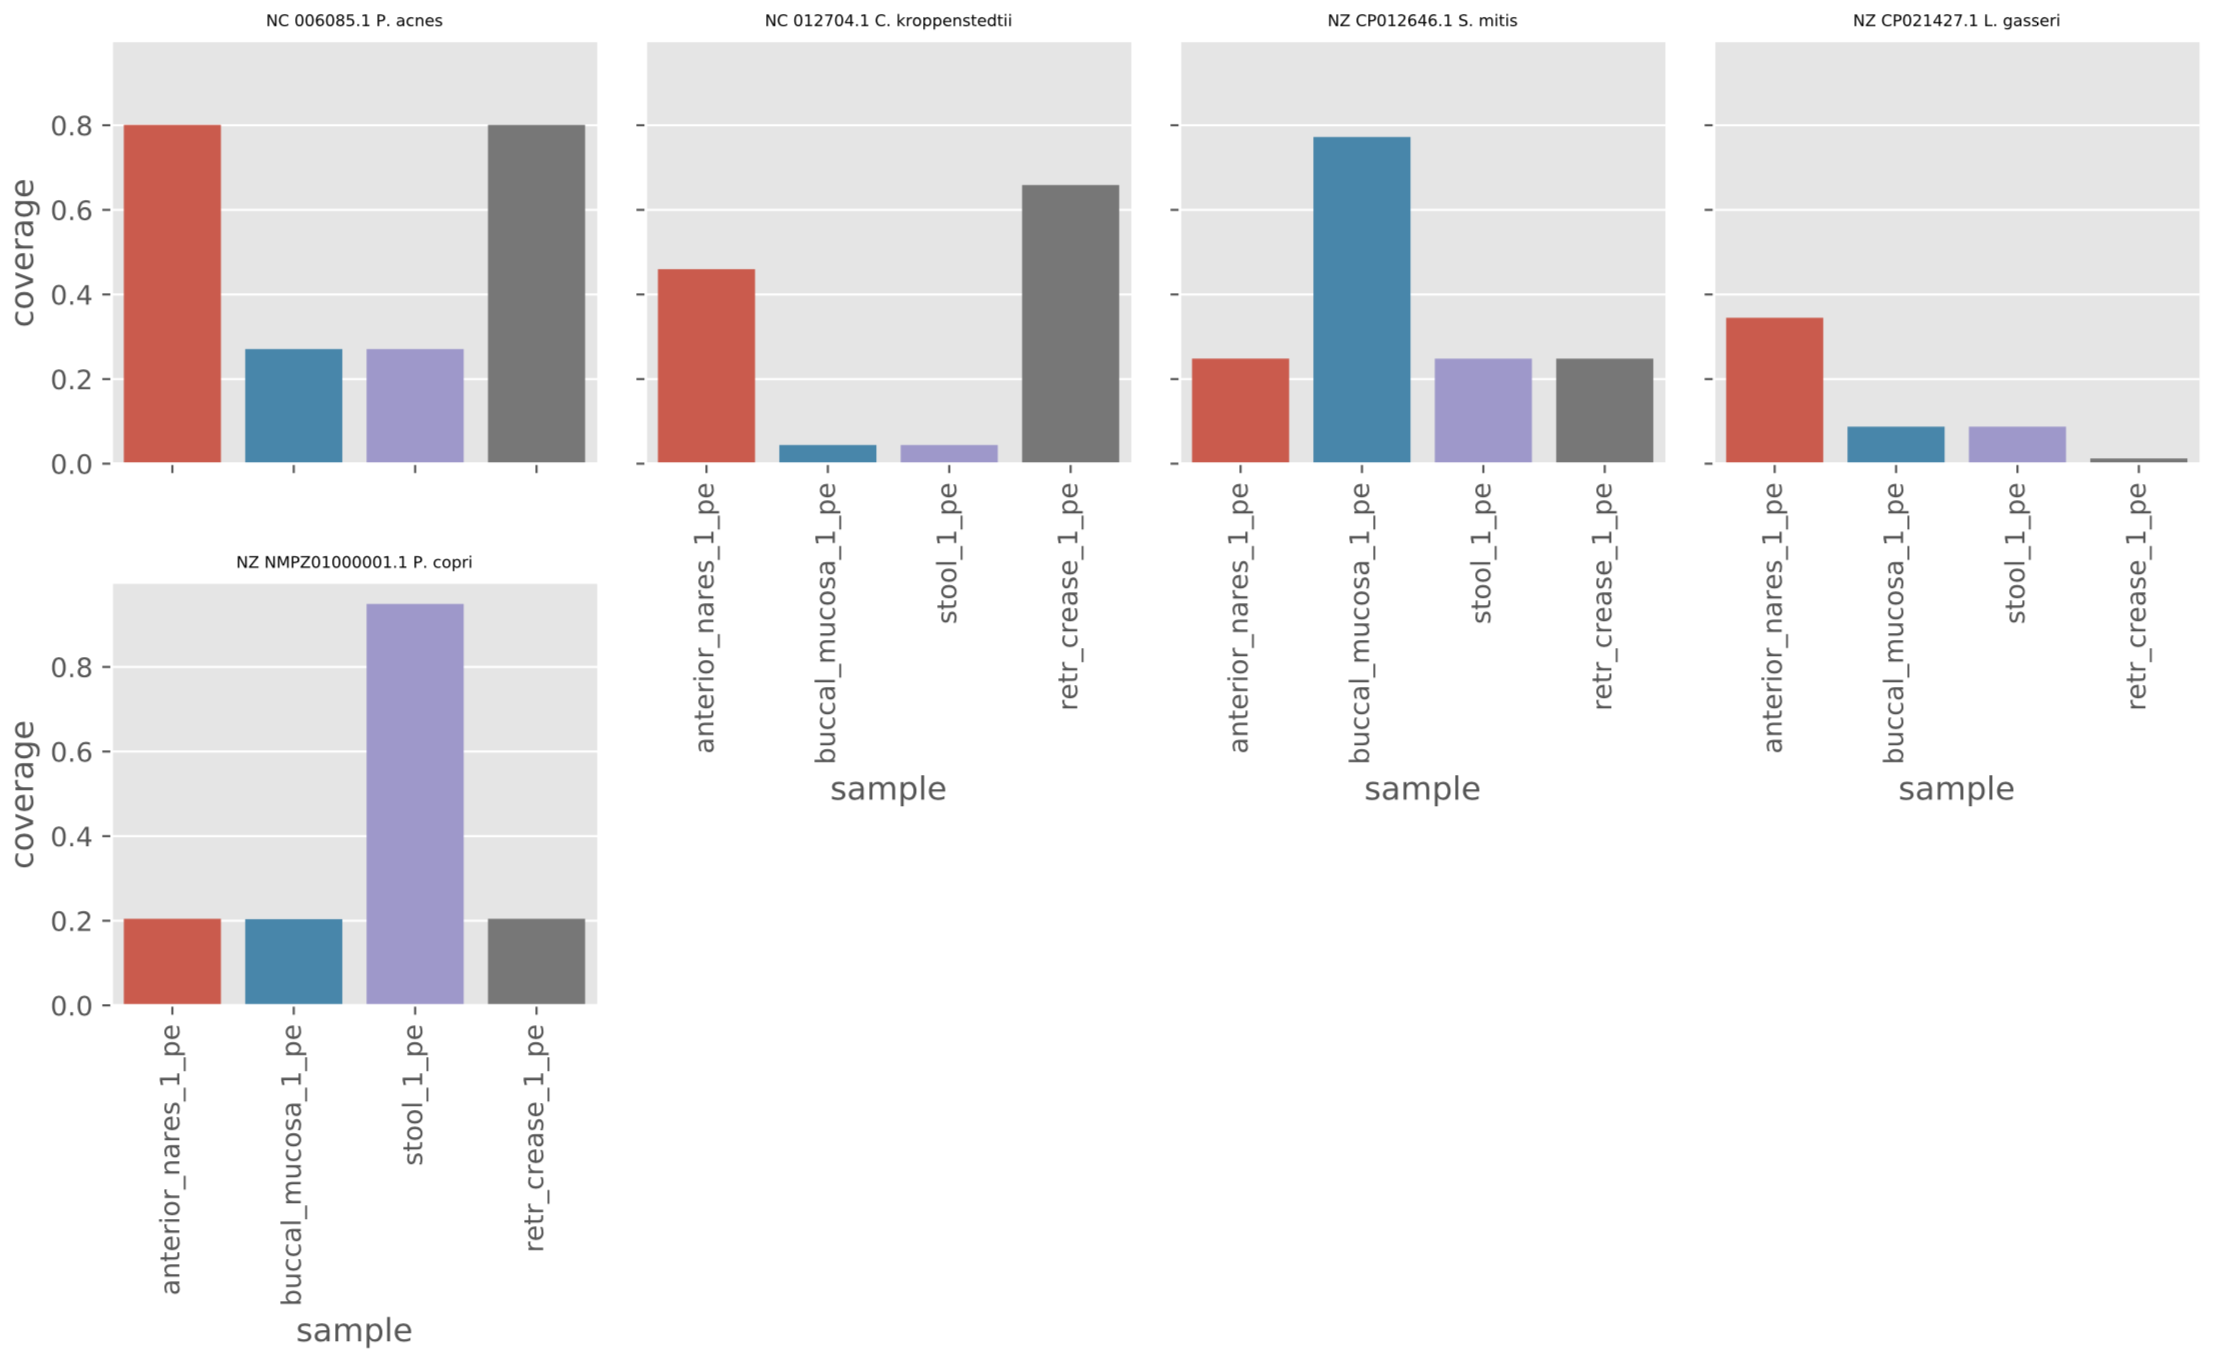 NC 006085.1 P. acnes
NC 012704.1 C. kroppenstedtii
NZ CP012646.1 S. mitis
NZ CP021427.1 L. gasseri
coverage
0.8
0.6
0.4
0.2
0.0
anterior_nares_1_pe
buccal_mucosa_1_pe
stool_1_pe
retr_crease_1_pe
sample
anterior_nares_1_pe
buccal_mucosa_1_pe
stool_1_pe
retr_crease_1_pe
sample
anterior_nares_1_pe
buccal_mucosa_1_pe
stool_1_pe
retr_crease_1_pe
sample
NZ NMPZ01000001.1 P. copri
coverage
0.8
0.6
0.4
0.2
0.0
anterior_nares_1_pe
buccal_mucosa_1_pe
stool_1_pe
retr_crease_1_pe
sample